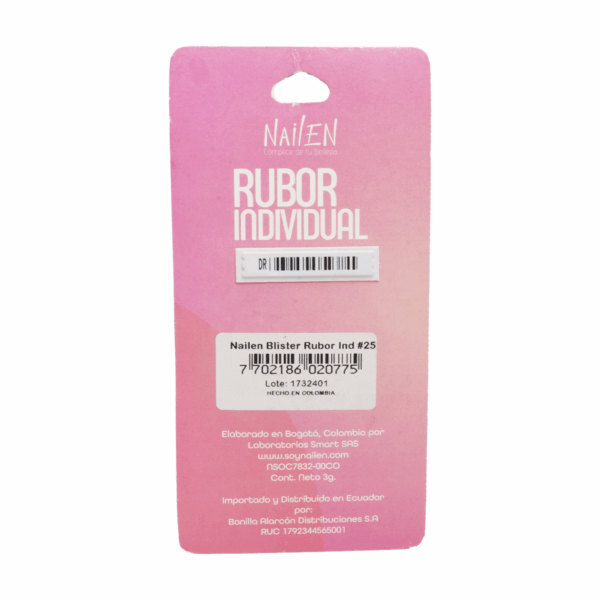 NAilEN
Cómplice de tu belleza
RUBOR
INDIVIDUAL
DR
Nailen Blister Rubor Ind #25
7 702186 020775
Lote: 1732401
HECHO EN COLOMBIA
Elaborado en Bogotá, Colombia por
Laboratorios Smart SAS
www.soynailen.com
NSOC7832-00CO
Cont. Neto 3g.
Importado y Distribuido en Ecuador
por:
Bonilla Alarcón Distribuciones S.A
RUC 1792344565001